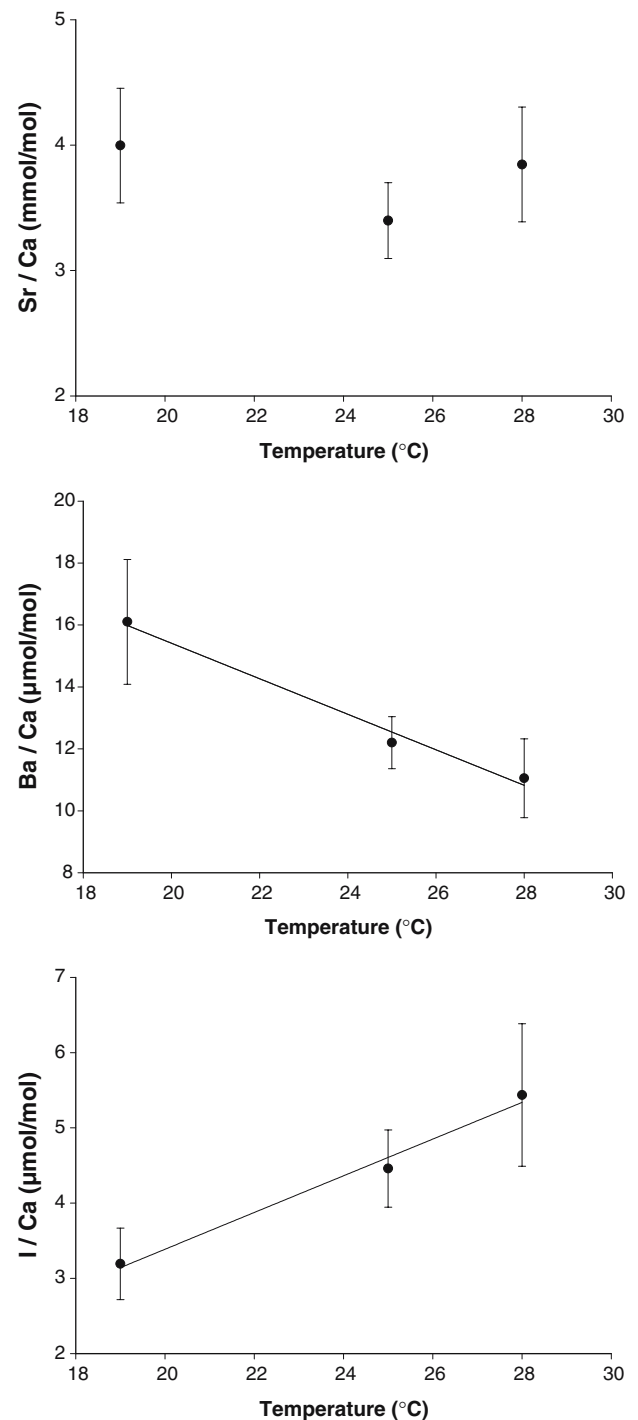 Sr / Ca (mmol/mol)
5
4
3
2
18 20 22 24 26 28 30
Temperature (°C)
Ba / Ca (µmol/mol)
20
18
16
14
12
10
8
18 20 22 24 26 28 30
Temperature (°C)
I / Ca (µmol/mol)
7
6
5
4
3
2
18 20 22 24 26 28 30
Temperature (°C)